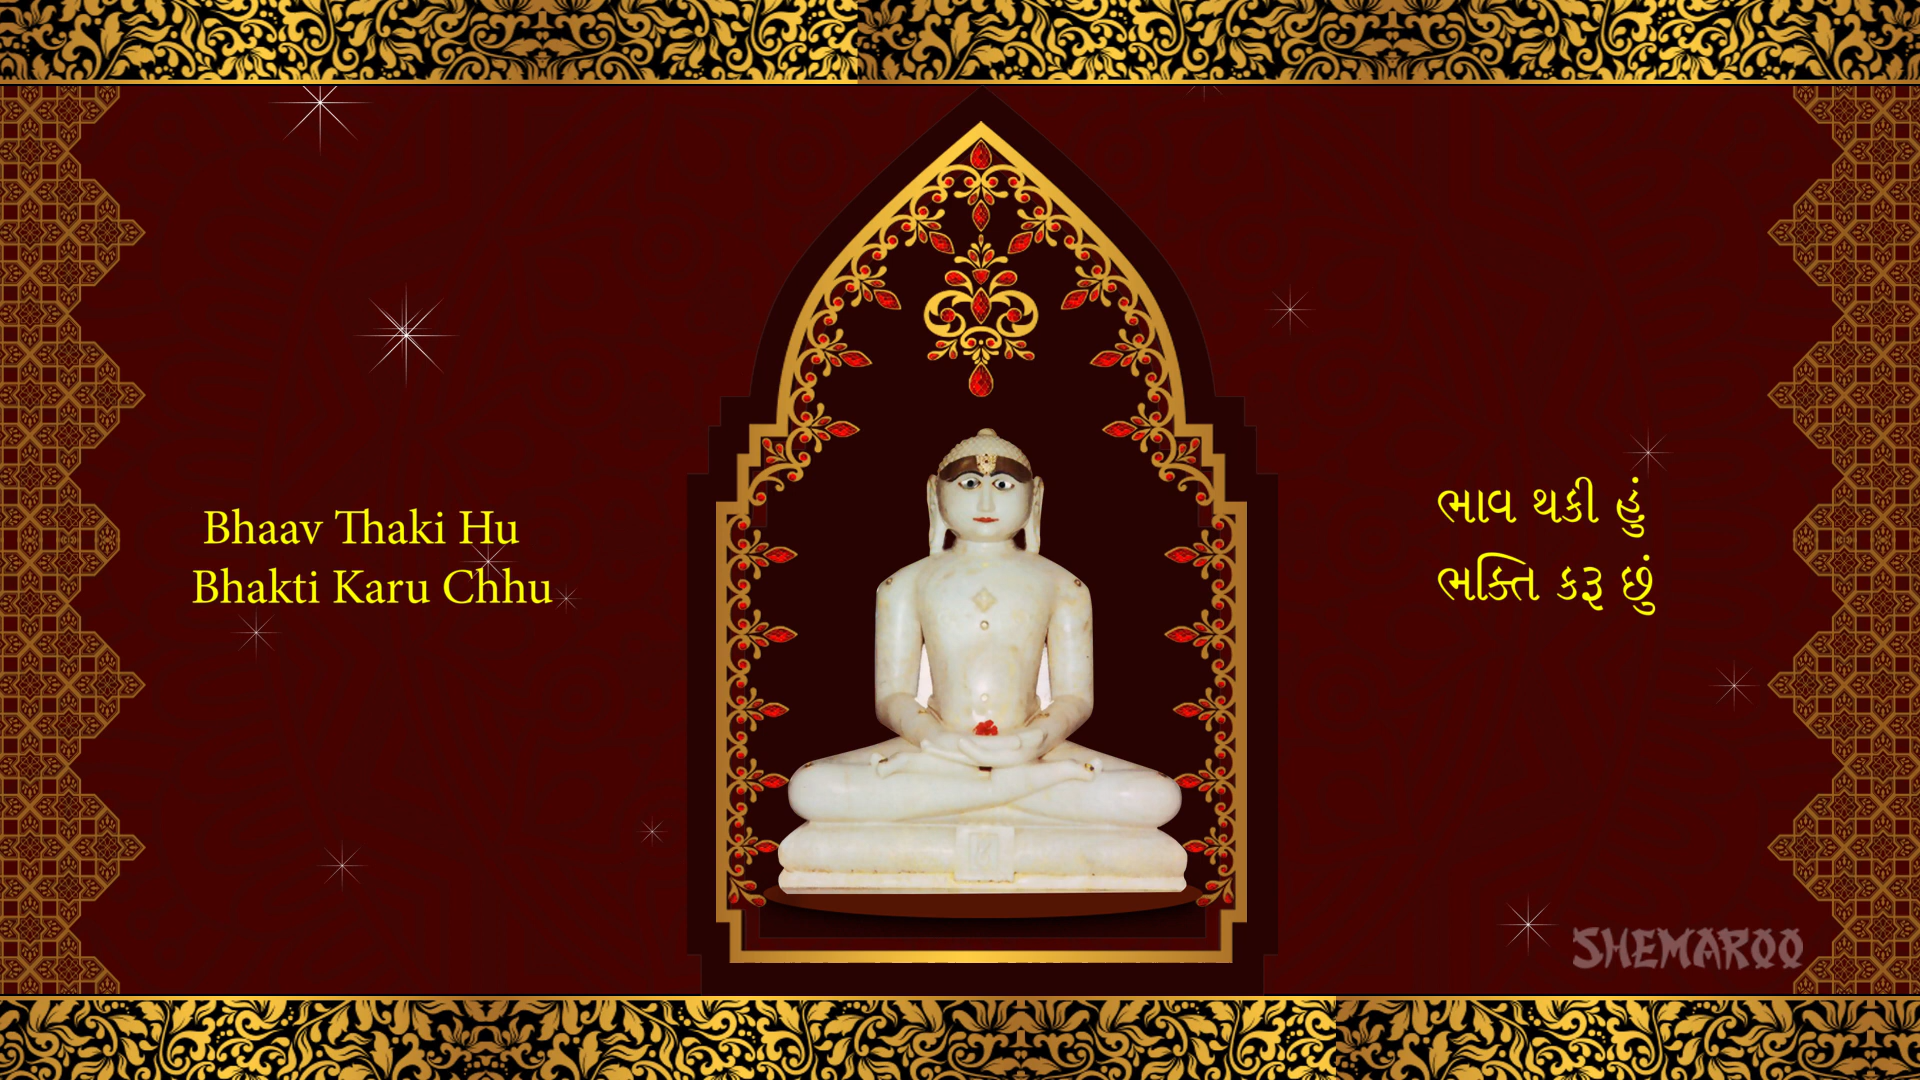 Bhaav Thaki Hu
Bhakti Karu Chhu
ભાવ થકી હું
ભક્તિ કરૂ છું
SHEMAROO